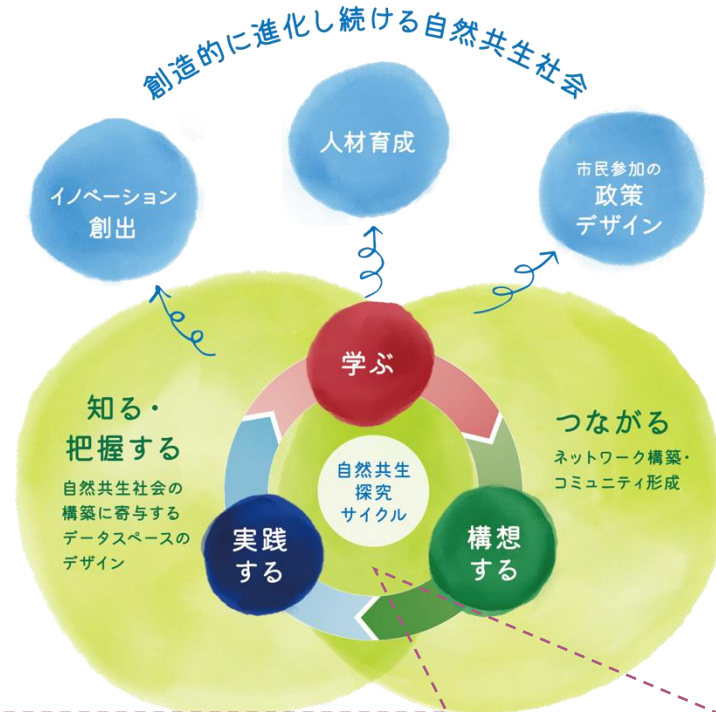 創造的に進化し続ける自然共生社会
人材育成
イノベーション
創出
市民参加の
政策
デザイン
学ぶ
知る・
把握する
自然共生社会の
構築に寄与する
データスペースの
デザイン
つながる
ネットワーク構築・
コミュニティ形成
自然共生
探究
サイクル
実践
する
構想
する